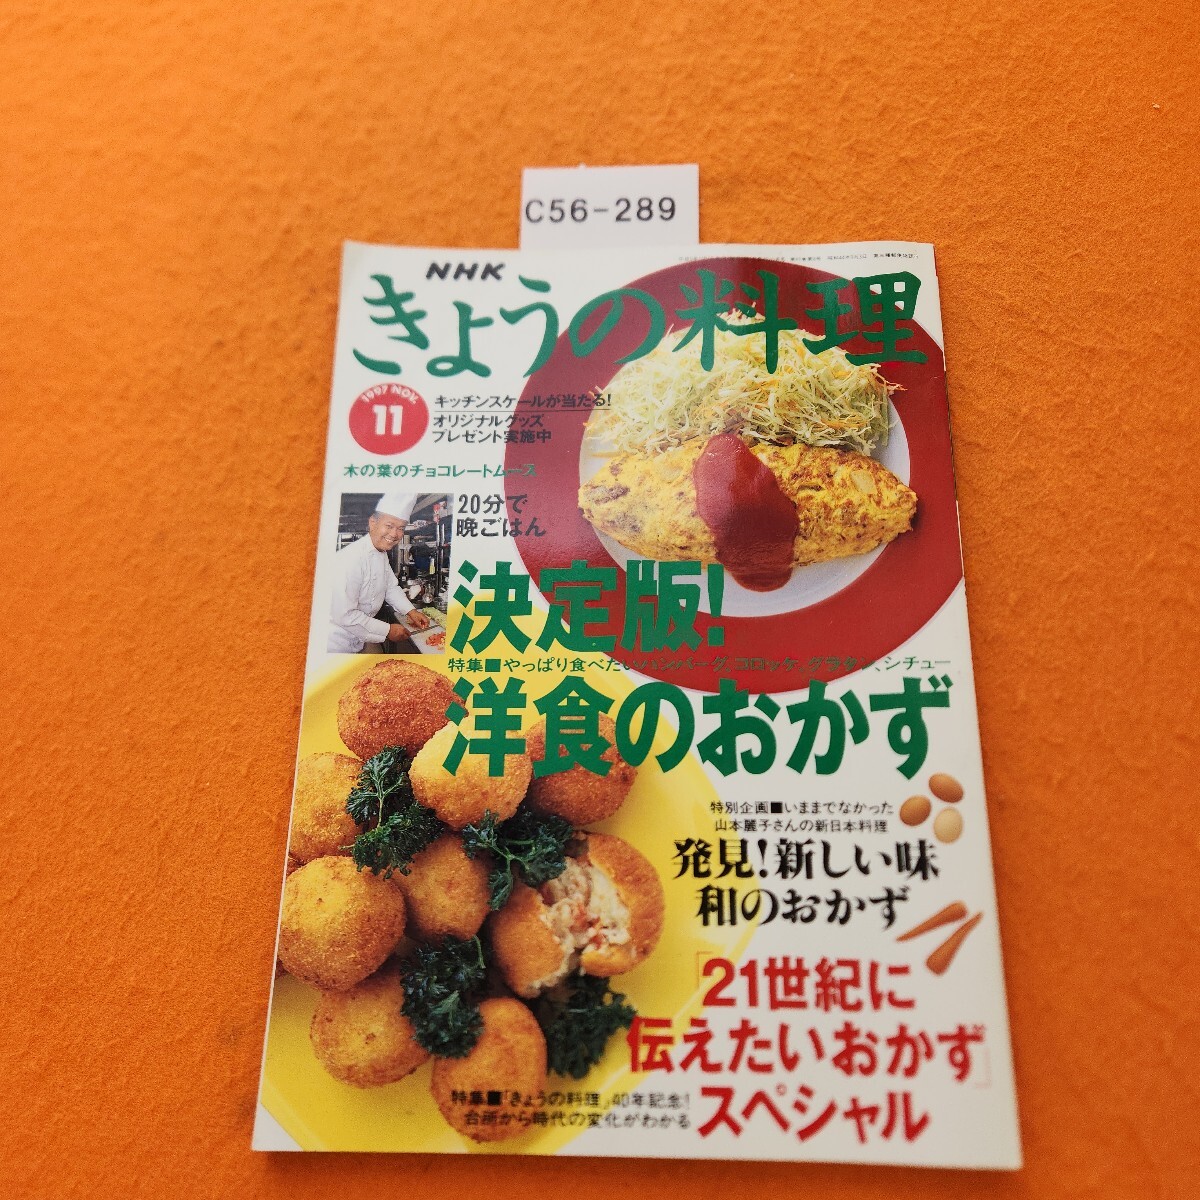 C56-289
NHK
きょうの料理
1997 NOV.
11
キッチンスケールが当たる!
オリジナルグッズ
プレゼント実施中
木の葉のチョコレートムース
20分で
晩ごはん
決定版!
特集■やっぱり食べたいハンバーグ、コロッケ、グラタン、シチュー
洋食のおかず
特別企画■いままでなかった
山本麗子さんの新日本料理
発見!新しい味
和のおかず
「21世紀に
伝えたいおかず」
スペシャル
特集■「きょうの料理」40年記念!
台所から時代の変化がわかる